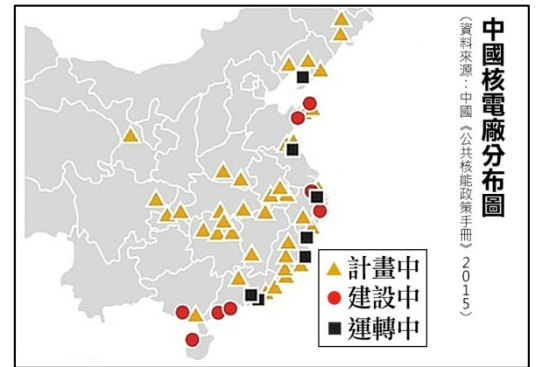 中國核電廠分布圖
（資料來源：中國《公共核能政策手冊》2015）
計畫中
建設中
運轉中